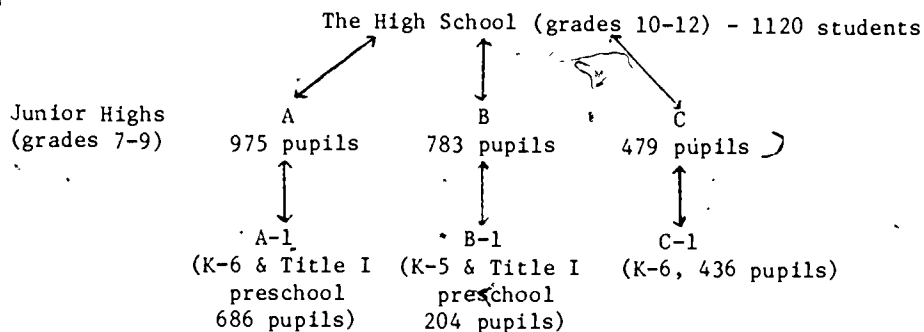 The High School (grades 10-12) - 1120 students
Junior Highs
(grades 7-9)
A
975 pupils
B
783 pupils
C
479 pupils
A-1
(K-6 & Title I
preschool
686 pupils)
B-1
(K-5 & Title I
preschool
204 pupils)
C-1
(K-6, 436 pupils)